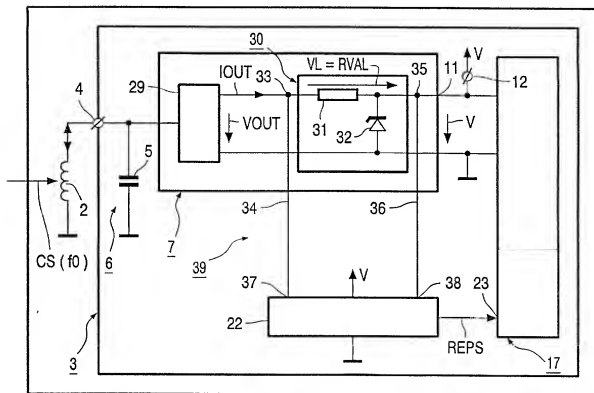 30
V
IOUT 33 VL = RVAL 35 11 12
29
4
31
VOUT
32
V
5
2
34 36
6 7
CS (f0)
39
V
37 38 23
22
REPS
3 17